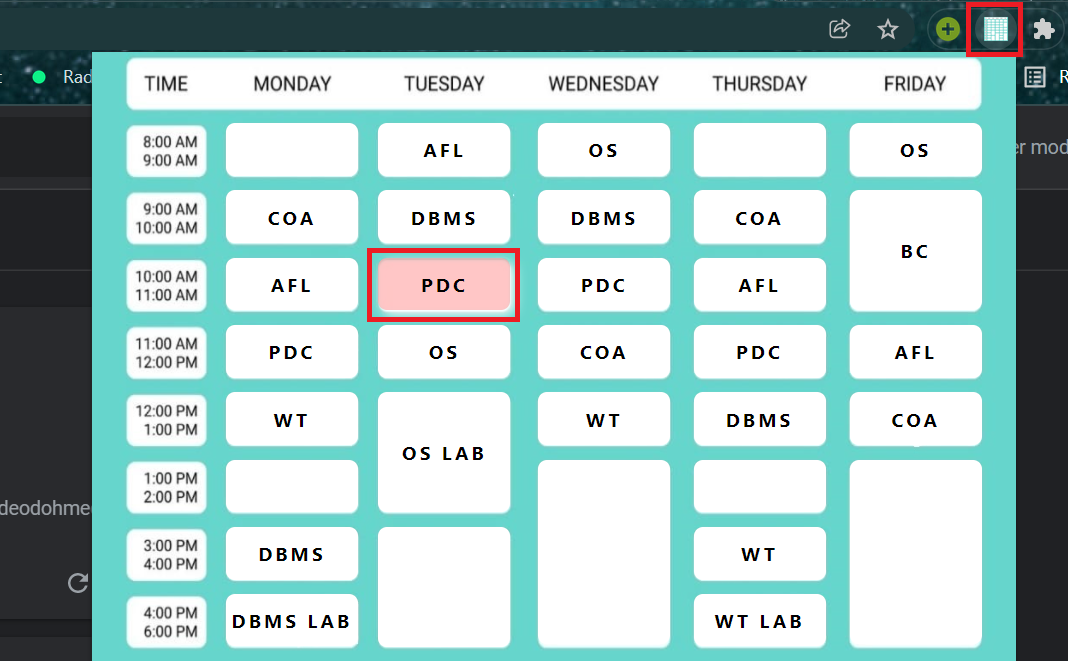 Rad
R
er mod
deodohme
TIME MONDAY TUESDAY WEDNESDAY THURSDAY FRIDAY
8:00 AM
9:00 AM
AFL OS OS
9:00 AM
10:00 AM
COA DBMS DBMS COA
BC
10:00 AM
11:00 AM
AFL PDC PDC AFL
11:00 AM
12:00 PM
PDC OS COA PDC AFL
12:00 PM
1:00 PM
WT WT DBMS COA
OS LAB
1:00 PM
2:00 PM
3:00 PM
4:00 PM
DBMS WT
4:00 PM
6:00 PM
DBMS LAB WT LAB